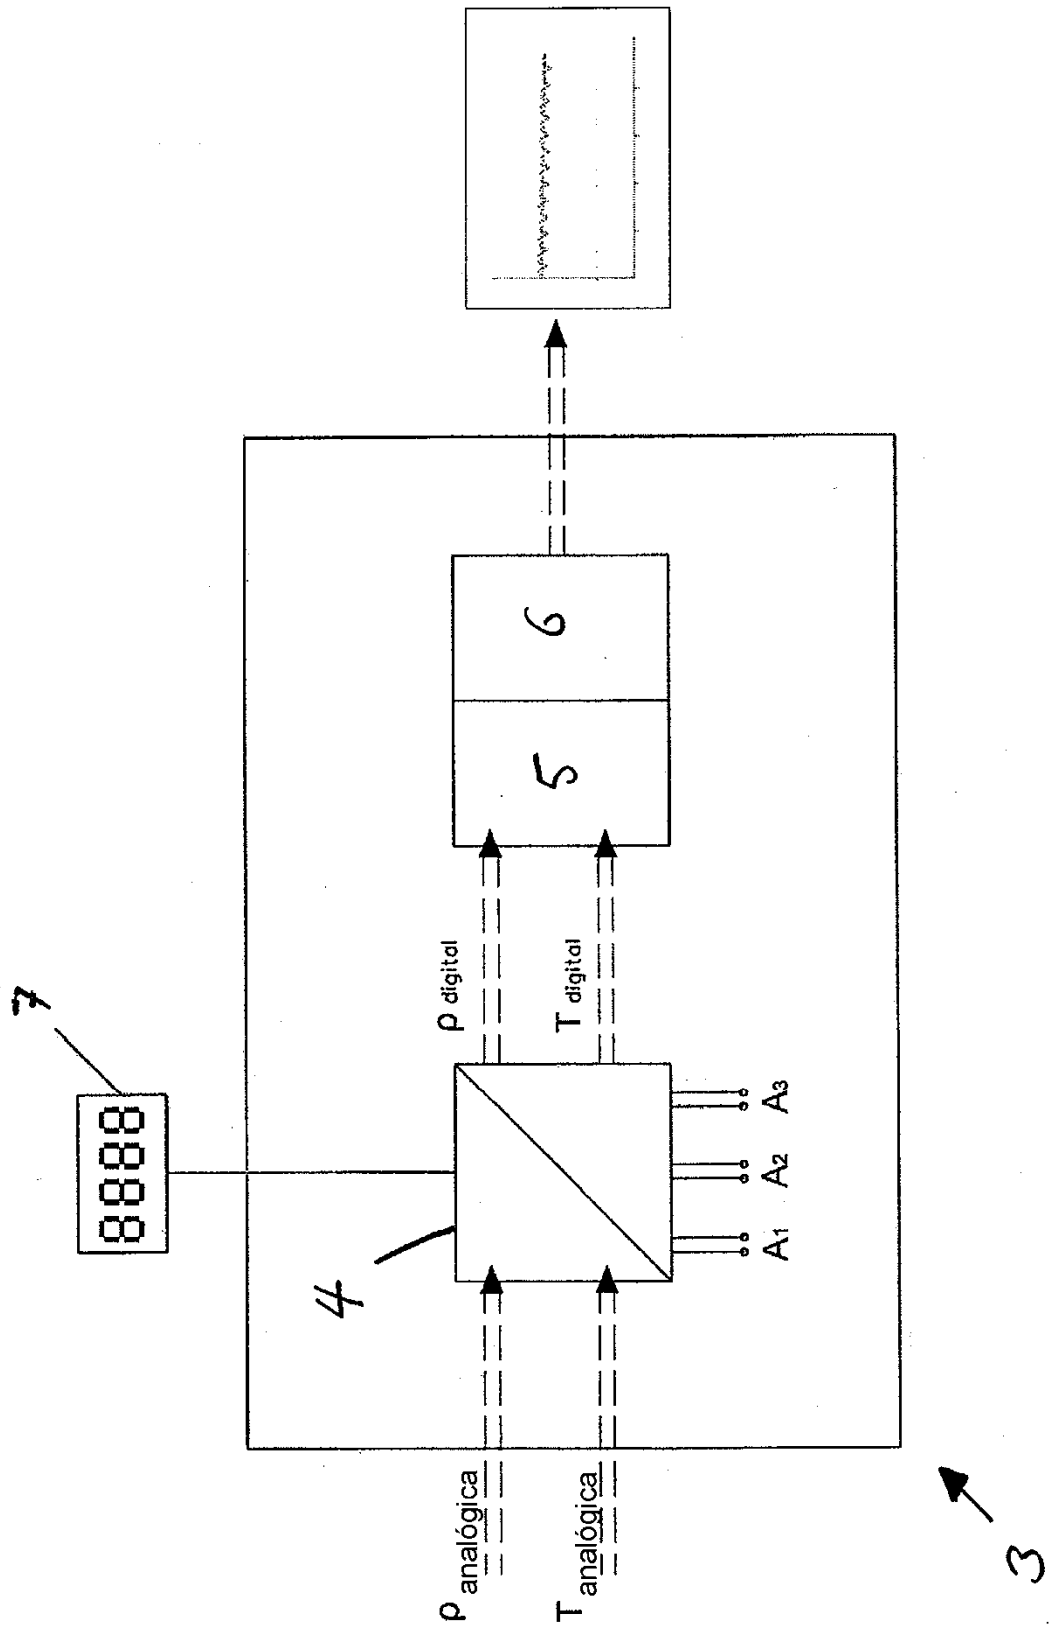 7
8888
4
ρ analógica
T analógica
ρ digital
T digital
5
6
A1
A2
A3
3